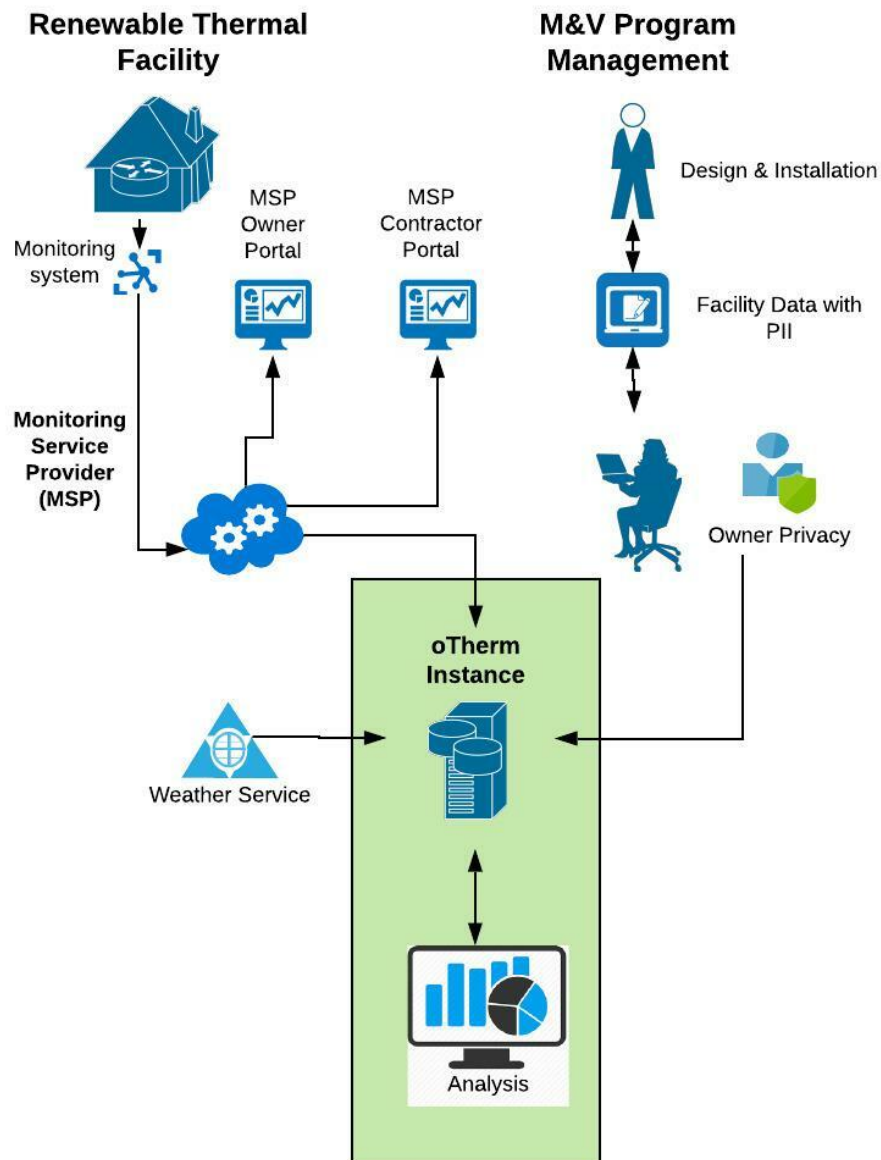 Renewable Thermal
Facility
M&V Program
Management
Design & Installation
MSP
Owner
Portal
MSP
Contractor
Portal
Monitoring
system
Facility Data with
PII
Monitoring
Service
Provider
(MSP)
Owner Privacy
oTherm
Instance
Weather Service
Analysis